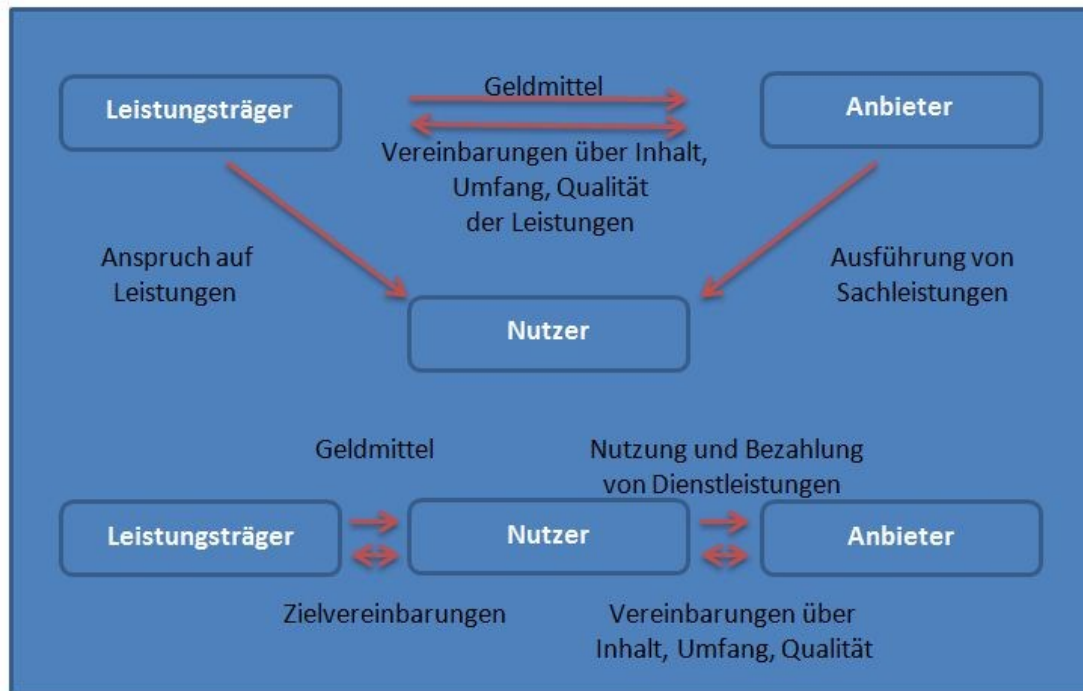 Leistungsträger
Geldmittel
Anbieter
Vereinbarungen über Inhalt,
Umfang, Qualität
der Leistungen
Anspruch auf
Leistungen
Ausführung von
Sachleistungen
Nutzer
Geldmittel
Nutzung und Bezahlung
von Dienstleistungen
Leistungsträger
Nutzer
Anbieter
Zielvereinbarungen
Vereinbarungen über
Inhalt, Umfang, Qualität